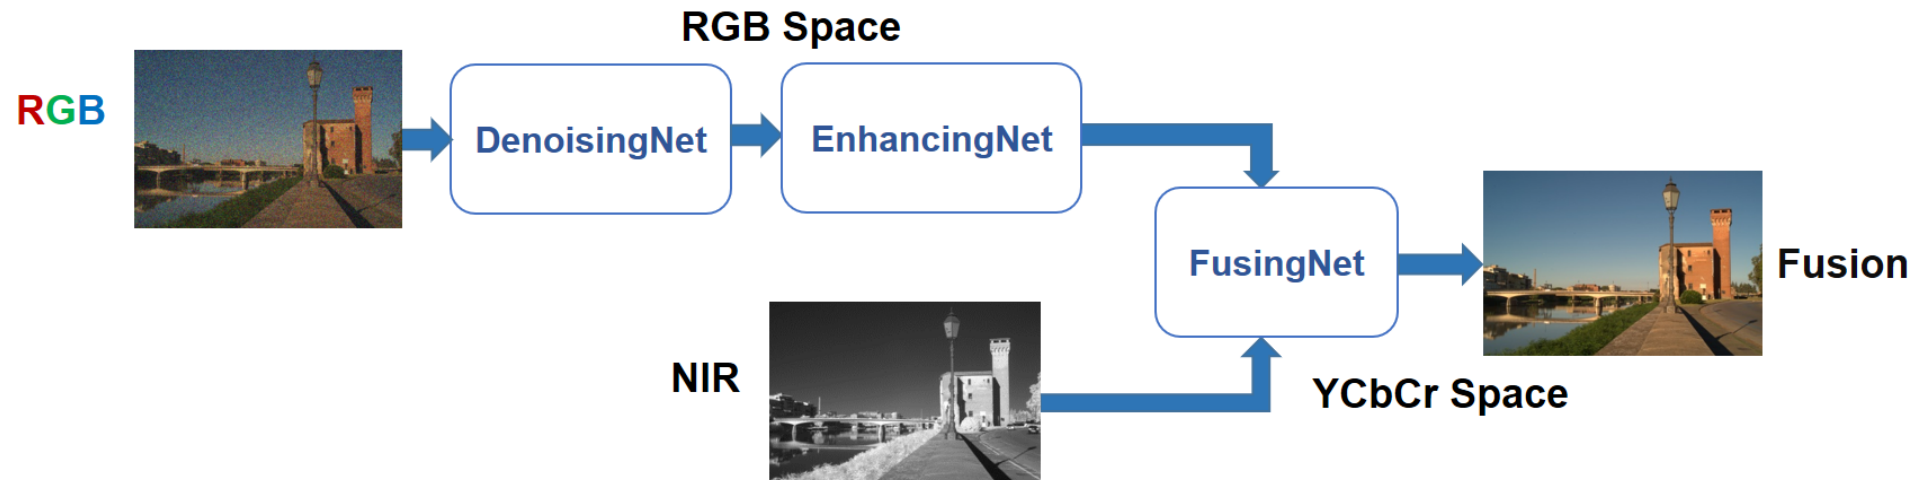 RGB Space
RGB
DenoisingNet
EnhancingNet
FusingNet
Fusion
NIR
YCbCr Space